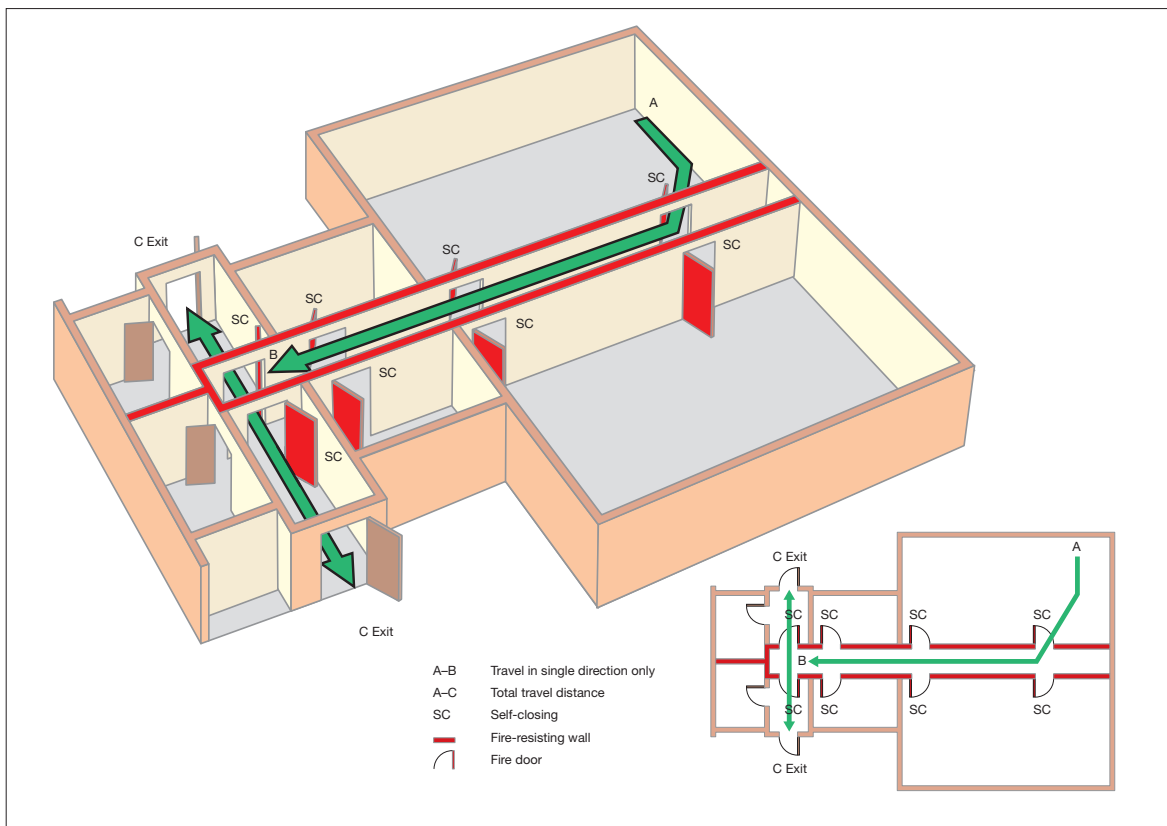 A
SC
C Exit
SC
SC
SC
SC
SC
B
SC
SC
C Exit
A–B Travel in single direction only
A–C Total travel distance
SC Self-closing
Fire-resisting wall
Fire door
A
C Exit
SC SC SC SC
B
SC SC SC SC
C Exit